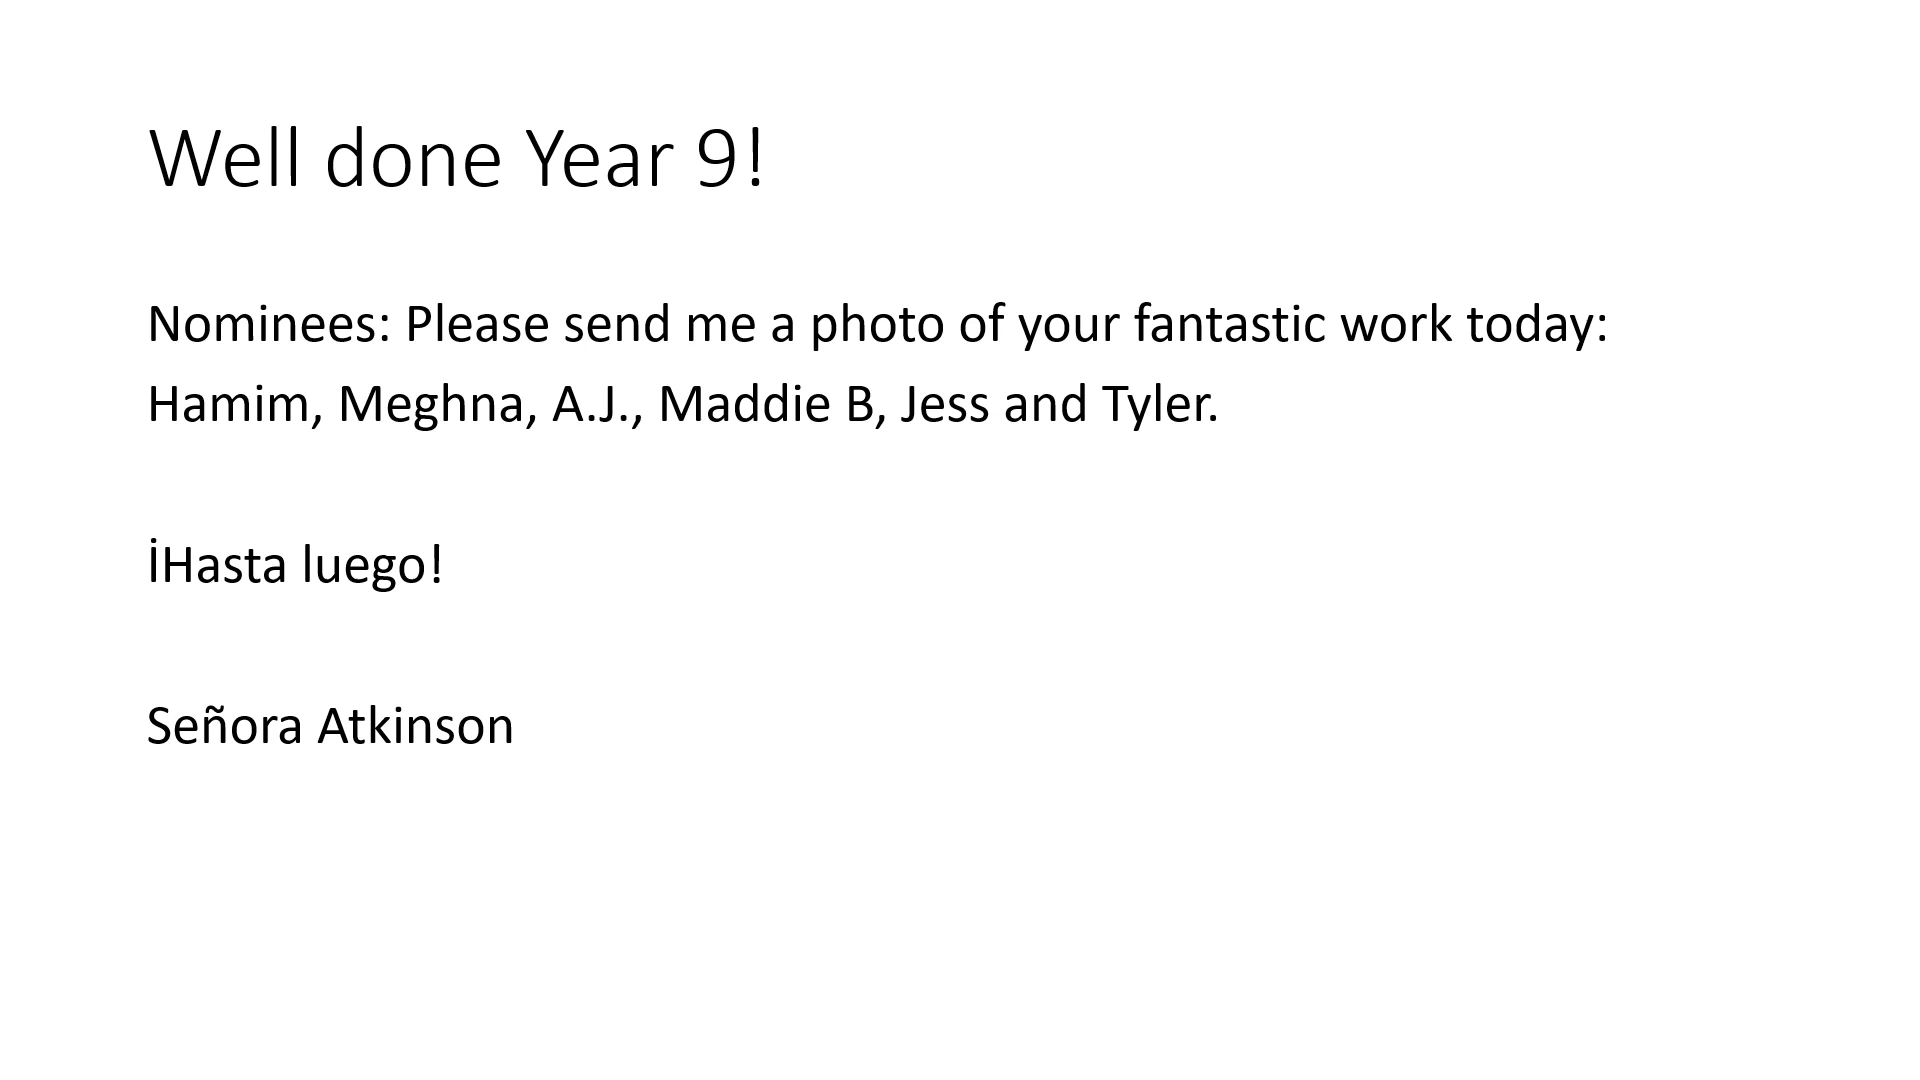 Well done Year 9!
Nominees: Please send me a photo of your fantastic work today:
Hamim, Meghna, A.J., Maddie B, Jess and Tyler.
İHasta luego!
Señora Atkinson